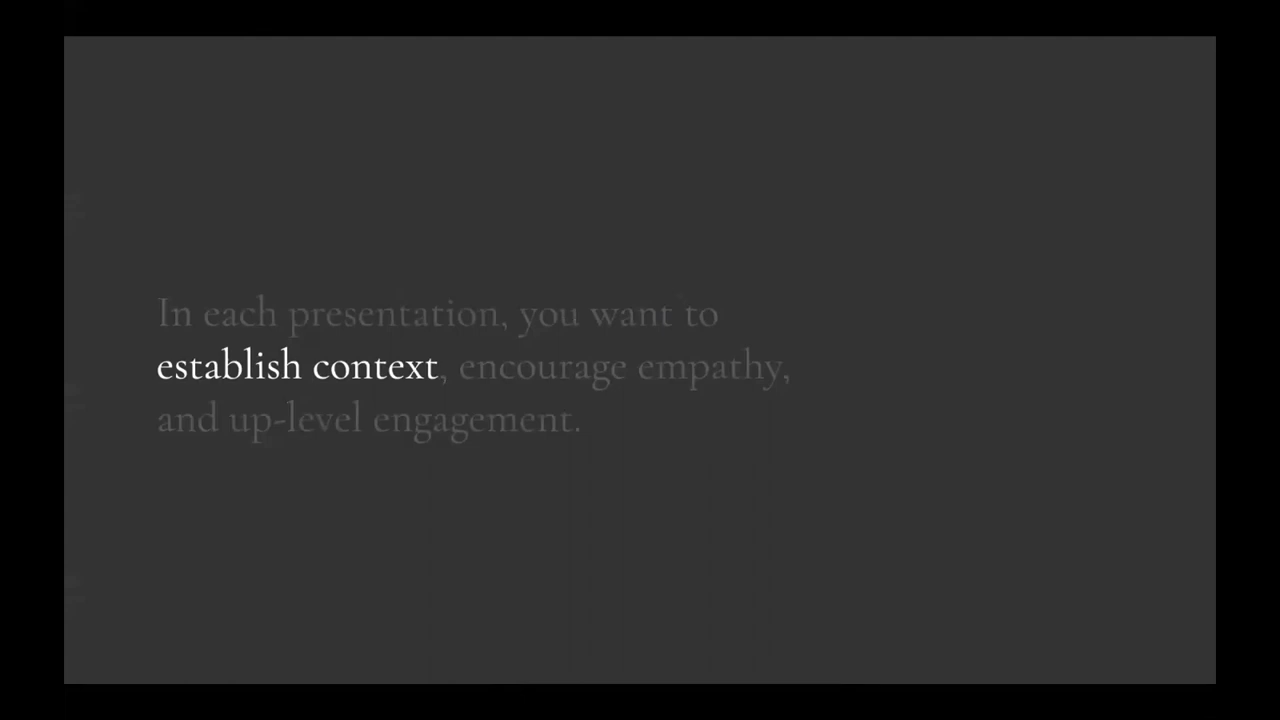 In each presentation, you want to
establish context, encourage empathy,
and up-level engagement.